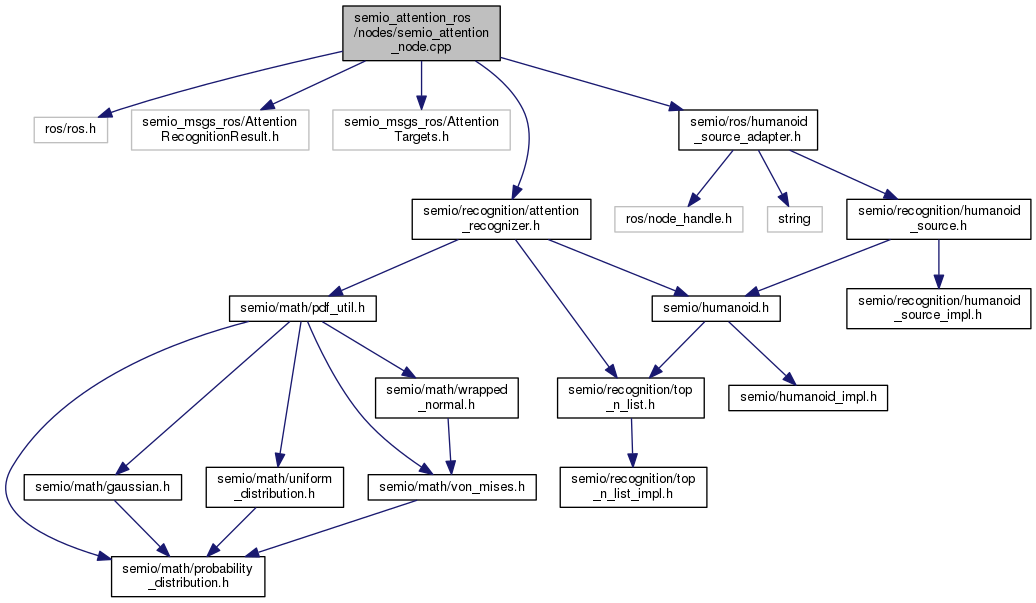 semio_attention_ros
/nodes/semio_attention
_node.cpp
ros/ros.h
semio_msgs_ros/Attention
RecognitionResult.h
semio_msgs_ros/Attention
Targets.h
semio/ros/humanoid
_source_adapter.h
semio/recognition/attention
_recognizer.h
ros/node_handle.h
string
semio/recognition/humanoid
_source.h
semio/math/pdf_util.h
semio/humanoid.h
semio/recognition/humanoid
_source_impl.h
semio/math/wrapped
_normal.h
semio/recognition/top
_n_list.h
semio/humanoid_impl.h
semio/math/gaussian.h
semio/math/uniform
_distribution.h
semio/math/von_mises.h
semio/recognition/top
_n_list_impl.h
semio/math/probability
_distribution.h